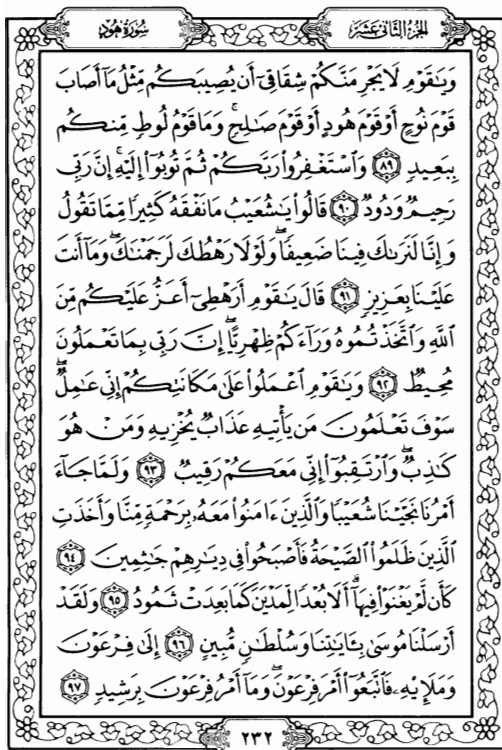 الجزء الثاني عشر
سورة هود
وَيَٰقَوْمِ لَا يَجْرِمَنَّكُمْ شِقَاقِىٓ أَن يُصِيبَكُم مِّثْلُ مَآ أَصَابَ
قَوْمَ نُوحٍ أَوْ قَوْمَ هُودٍ أَوْ قَوْمَ صَٰلِحٍ ۚ وَمَا قَوْمُ لُوطٍ مِّنكُم
بِبَعِيدٍ ٨٩ وَٱسْتَغْفِرُوا۟ رَبَّكُمْ ثُمَّ تُوبُوٓا۟ إِلَيْهِ ۚ إِنَّ رَبِّى
رَحِيمٌ وَدُودٌ ٩٠ قَالُوا۟ يَٰشُعَيْبُ مَا نَفْقَهُ كَثِيرًا مِّمَّا تَقُولُ
وَإِنَّا لَنَرَىٰكَ فِينَا ضَعِيفًا ۖ وَلَوْلَا رَهْطُكَ لَرَجَمْنَٰكَ ۖ وَمَآ أَنتَ
عَلَيْنَا بِعَزِيزٍ ٩١ قَالَ يَٰقَوْمِ أَرَهْطِىٓ أَعَزُّ عَلَيْكُم مِّنَ
ٱللَّهِ وَٱتَّخَذْتُمُوهُ وَرَآءَكُمْ ظِهْرِيًّا ۖ إِنَّ رَبِّى بِمَا تَعْمَلُونَ
مُحِيطٌ ٩٢ وَيَٰقَوْمِ ٱعْمَلُوا۟ عَلَىٰ مَكَانَتِكُمْ إِنِّى عَٰمِلٌ ۖ
سَوْفَ تَعْلَمُونَ مَن يَأْتِيهِ عَذَابٌ يُخْزِيهِ وَمَنْ هُوَ
كَٰذِبٌ ۖ وَٱرْتَقِبُوٓا۟ إِنِّى مَعَكُمْ رَقِيبٌ ٩٣ وَلَمَّا جَآءَ
أَمْرُنَا نَجَّيْنَا شُعَيْبًا وَٱلَّذِينَ ءَامَنُوا۟ مَعَهُۥ بِرَحْمَةٍ مِّنَّا وَأَخَذَتِ
ٱلَّذِينَ ظَلَمُوا۟ ٱلصَّيْحَةُ فَأَصْبَحُوا۟ فِى دِيَٰرِهِمْ جَٰثِمِينَ ٩٤
كَأَن لَّمْ يَغْنَوْا۟ فِيهَآ ۗ أَلَا بُعْدًا لِّمَدْيَنَ كَمَا بَعِدَتْ ثَمُودُ ٩٥ وَلَقَدْ
أَرْسَلْنَا مُوسَىٰ بِـَٔايَٰتِنَا وَسُلْطَٰنٍ مُّبِينٍ ٩٦ إِلَىٰ فِرْعَوْنَ
وَمَلَإِي۟هِۦ فَٱتَّبَعُوٓا۟ أَمْرَ فِرْعَوْنَ ۖ وَمَآ أَمْرُ فِرْعَوْنَ بِرَشِيدٍ ٩٧
٢٣٢